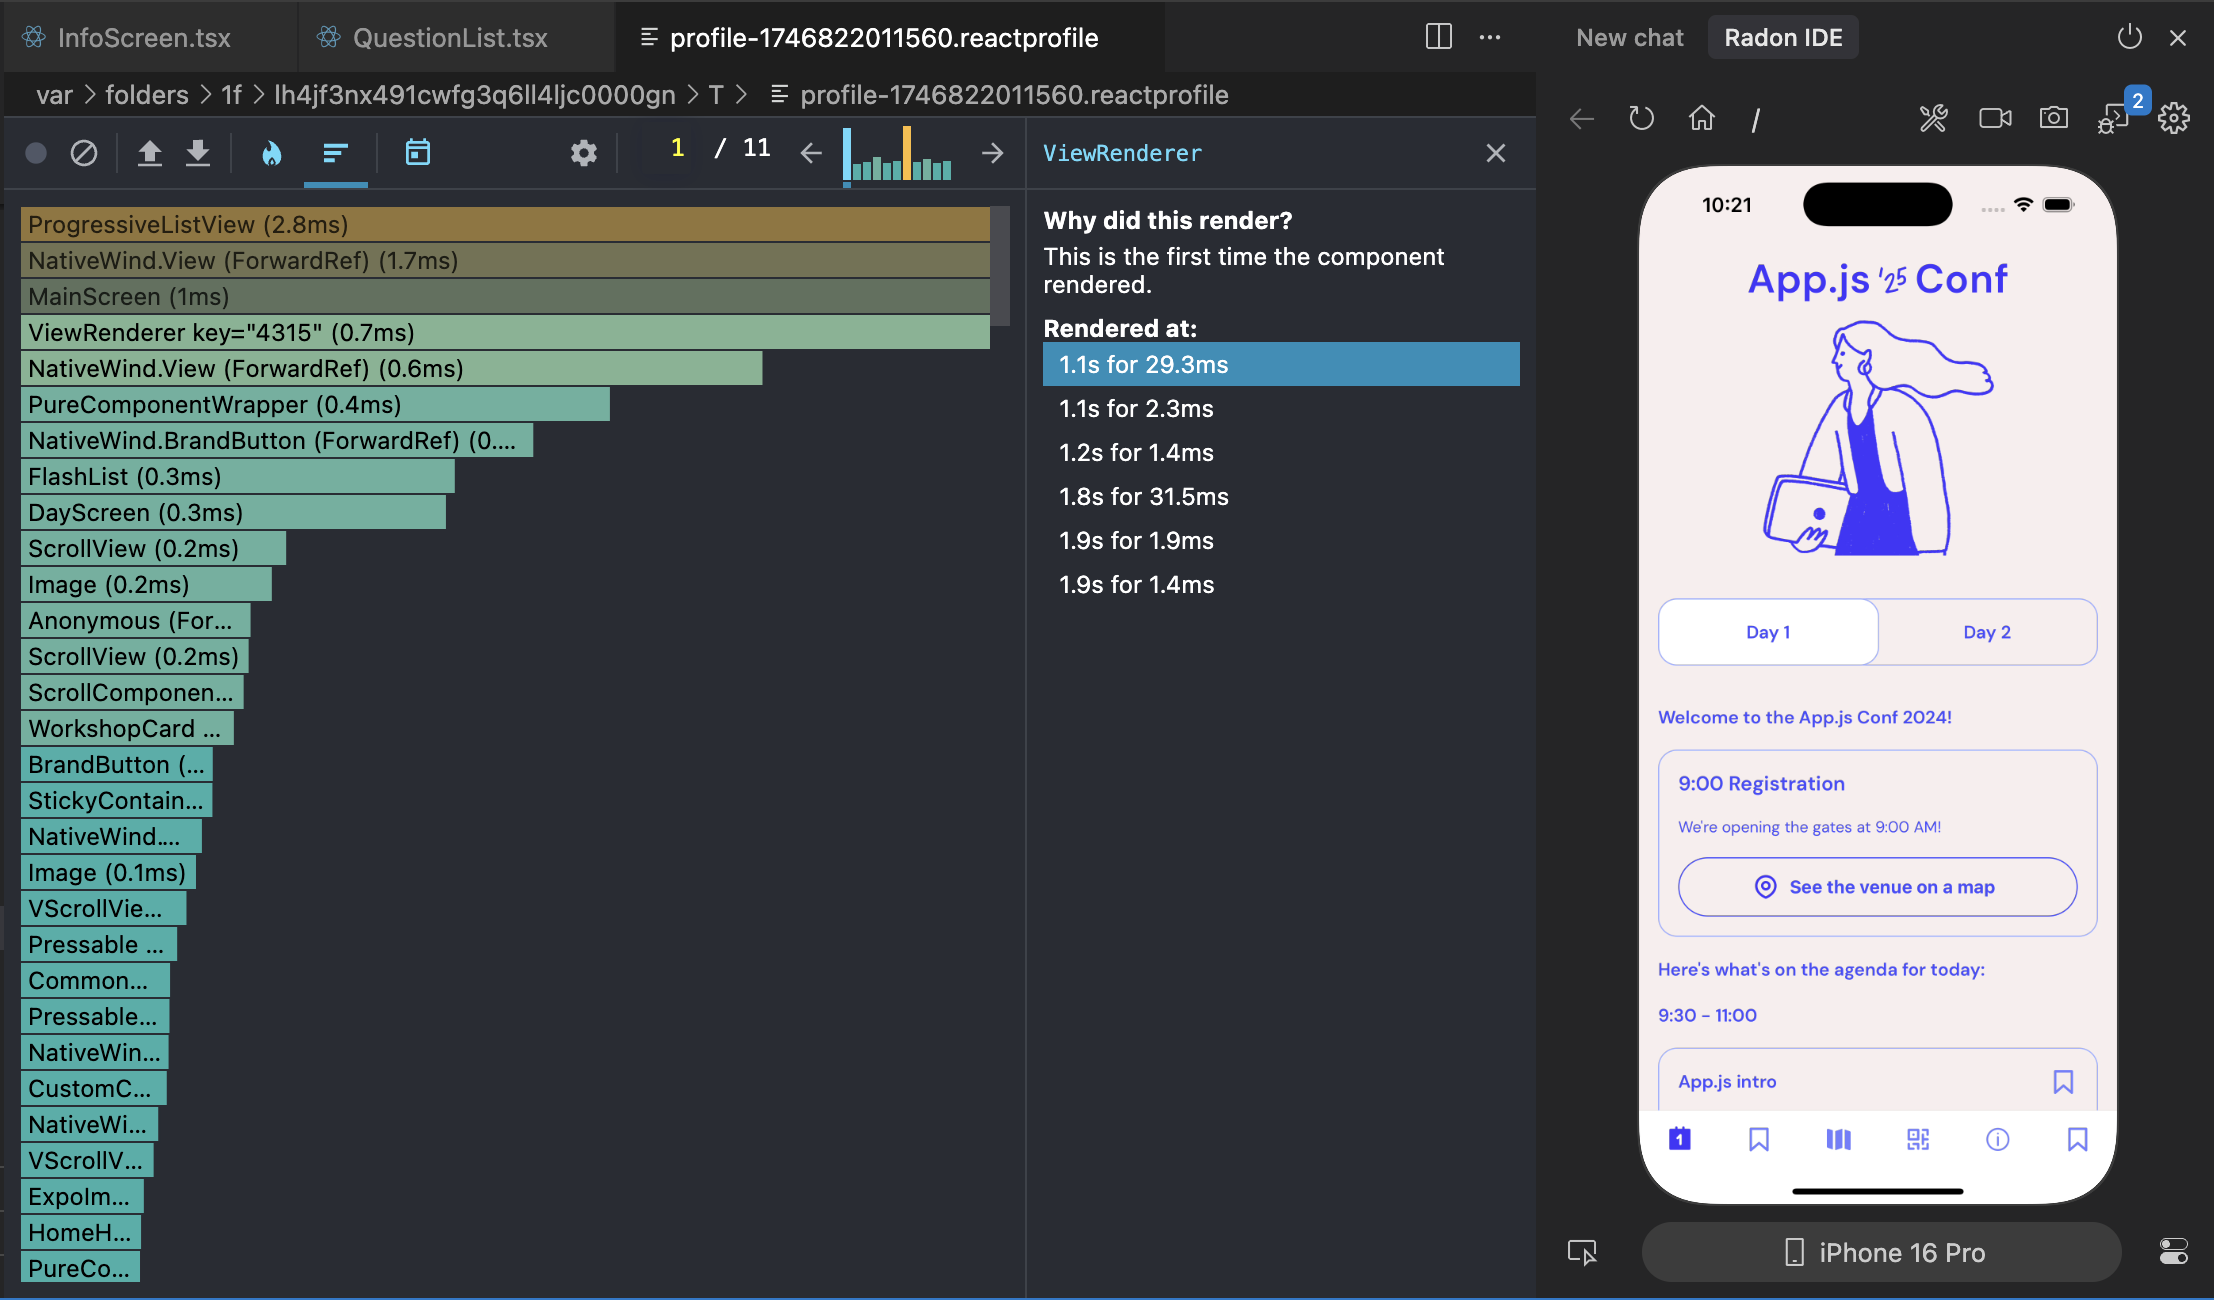 InfoScreen.tsx
QuestionList.tsx
profile-1746822011560.reactprofile
New chat
Radon IDE
var > folders > 1f > lh4jf3nx491cwfg3q6ll4ljc0000gn > T > profile-1746822011560.reactprofile
/
2
1 / 11
ViewRenderer
ProgressiveListView (2.8ms)
NativeWind.View (ForwardRef) (1.7ms)
MainScreen (1ms)
ViewRenderer key="4315" (0.7ms)
NativeWind.View (ForwardRef) (0.6ms)
PureComponentWrapper (0.4ms)
NativeWind.BrandButton (ForwardRef) (0....
FlashList (0.3ms)
DayScreen (0.3ms)
ScrollView (0.2ms)
Image (0.2ms)
Anonymous (For...
ScrollView (0.2ms)
ScrollComponen...
WorkshopCard ...
BrandButton (...
StickyContain...
NativeWind....
Image (0.1ms)
VScrollVie...
Pressable ...
Common...
Pressable...
NativeWin...
CustomC...
NativeWi...
VScrollV...
ExpoIm...
HomeH...
PureCo...
Why did this render?
This is the first time the component
rendered.
Rendered at:
1.1s for 29.3ms
1.1s for 2.3ms
1.2s for 1.4ms
1.8s for 31.5ms
1.9s for 1.9ms
1.9s for 1.4ms
10:21
App.js '25 Conf
Day 1
Day 2
Welcome to the App.js Conf 2024!
9:00 Registration
We're opening the gates at 9:00 AM!
See the venue on a map
Here's what's on the agenda for today:
9:30 - 11:00
App.js intro
1
iPhone 16 Pro